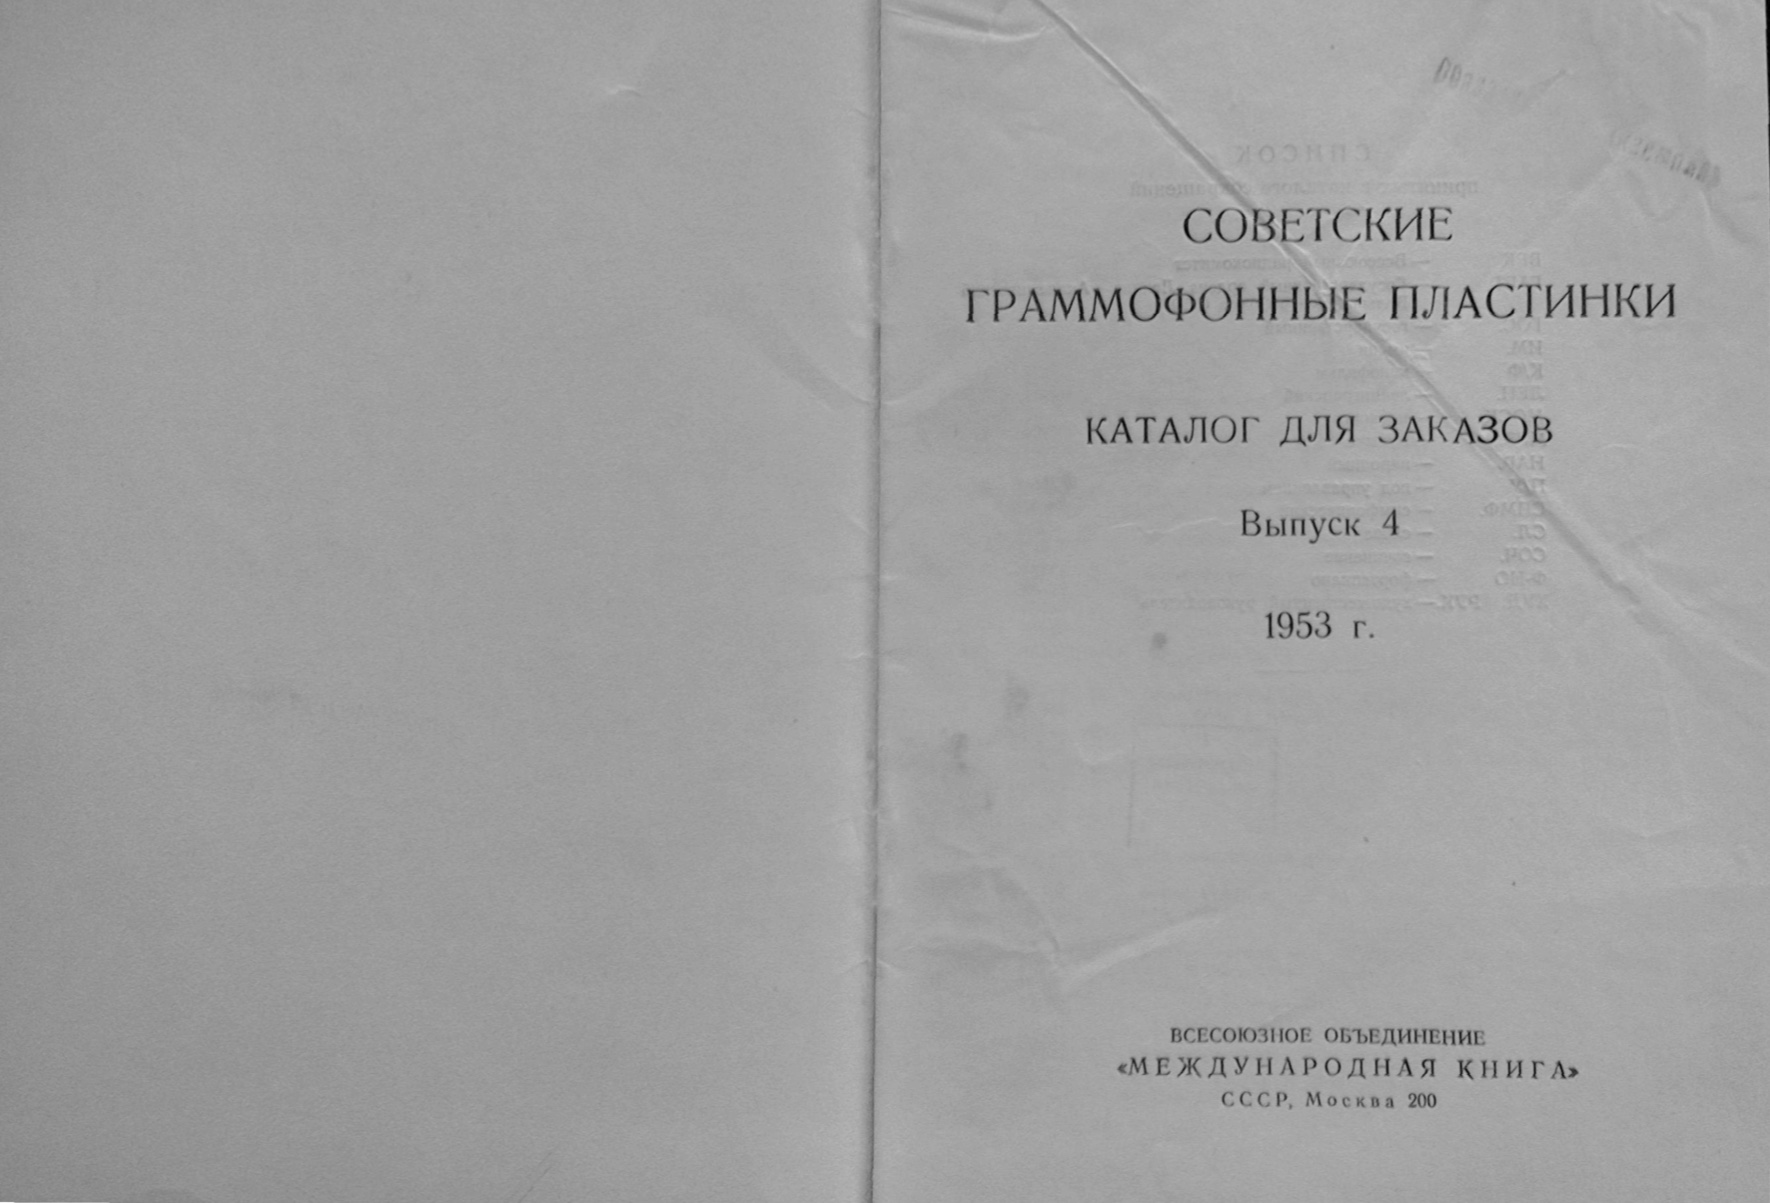 СОВЕТСКИЕ
ГРАММОФОННЫЕ ПЛАСТИНКИ
КАТАЛОГ ДЛЯ ЗАКАЗОВ
Выпуск 4
1953 г.
ВСЕСОЮЗНОЕ ОБЪЕДИНЕНИЕ
«МЕЖДУНАРОДНАЯ КНИГА»
СССР, Москва 200